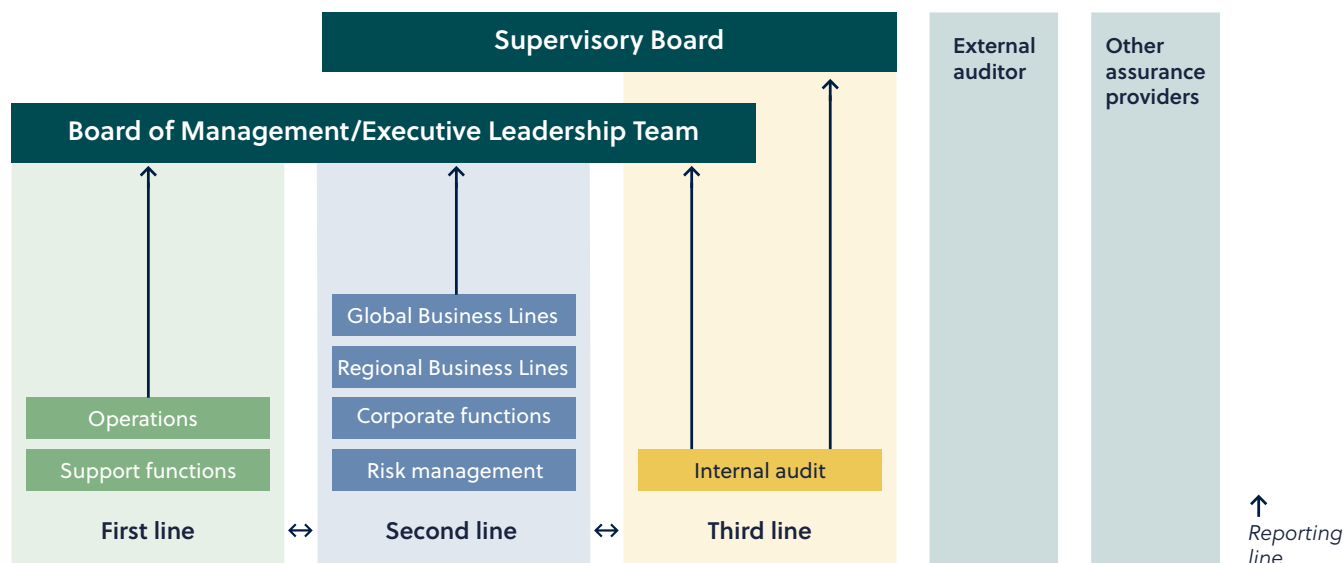 Supervisory Board
External
auditor
Other
assurance
providers
Board of Management/Executive Leadership Team
Global Business Lines
Regional Business Lines
Operations
Corporate functions
Support functions
Risk management
Internal audit
First line
Second line
Third line
Reporting
line